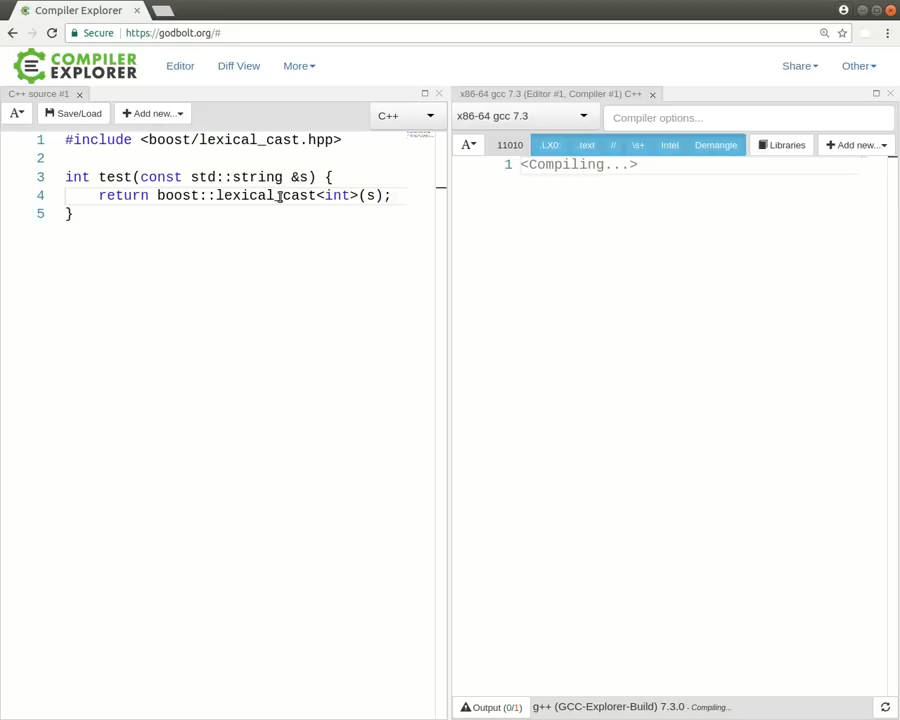 Compiler Explorer
Secure https://godbolt.org/#
COMPILER EXPLORER Editor Diff View More Share Other
C++ source #1
A Save/Load Add new... C++
1 #include <boost/lexical_cast.hpp>
2
3 int test(const std::string &s) {
4 return boost::lexical_cast<int>(s);
5 }
x86-64 gcc 7.3 (Editor #1, Compiler #1) C++
x86-64 gcc 7.3 Compiler options...
A 11010 .LX0: .text // \s+ Intel Demangle Libraries Add new...
1 <Compiling...>
Output (0/1) g++ (GCC-Explorer-Build) 7.3.0 - Compiling...